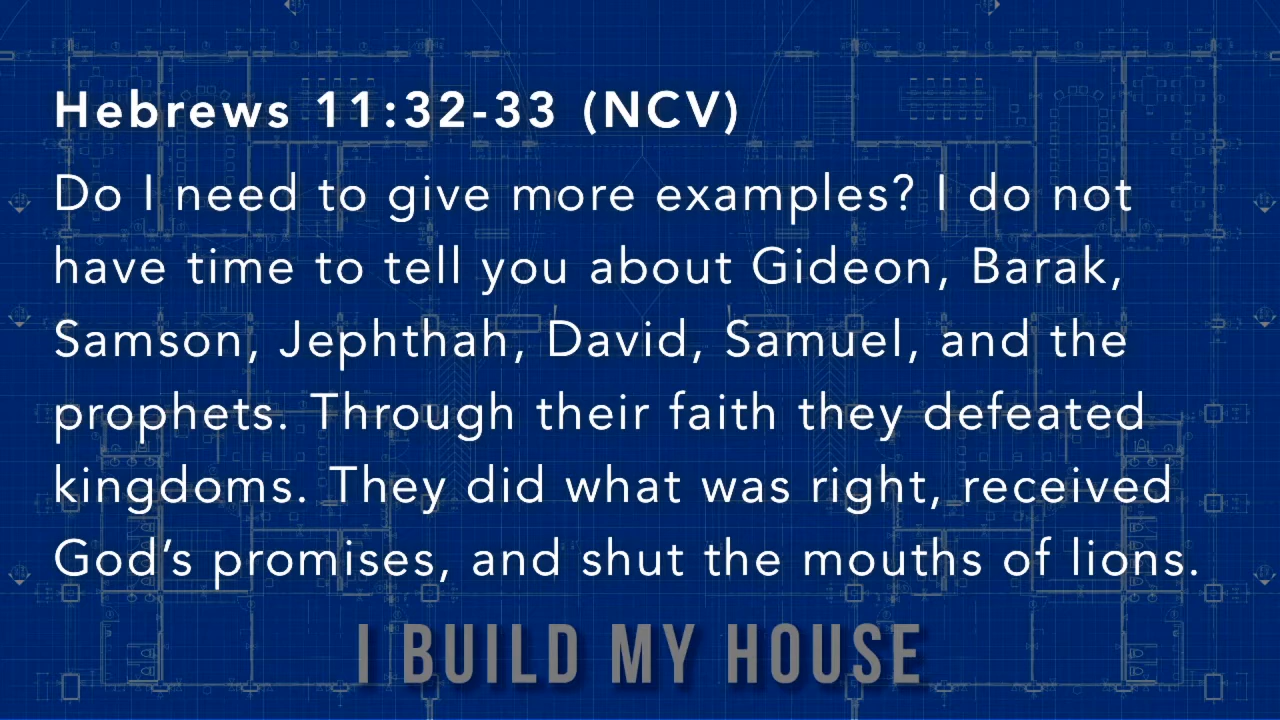 Hebrews 11:32-33 (NCV)
Do I need to give more examples? I do not
have time to tell you about Gideon, Barak,
Samson, Jephthah, David, Samuel, and the
prophets. Through their faith they defeated
kingdoms. They did what was right, received
God’s promises, and shut the mouths of lions.
I BUILD MY HOUSE